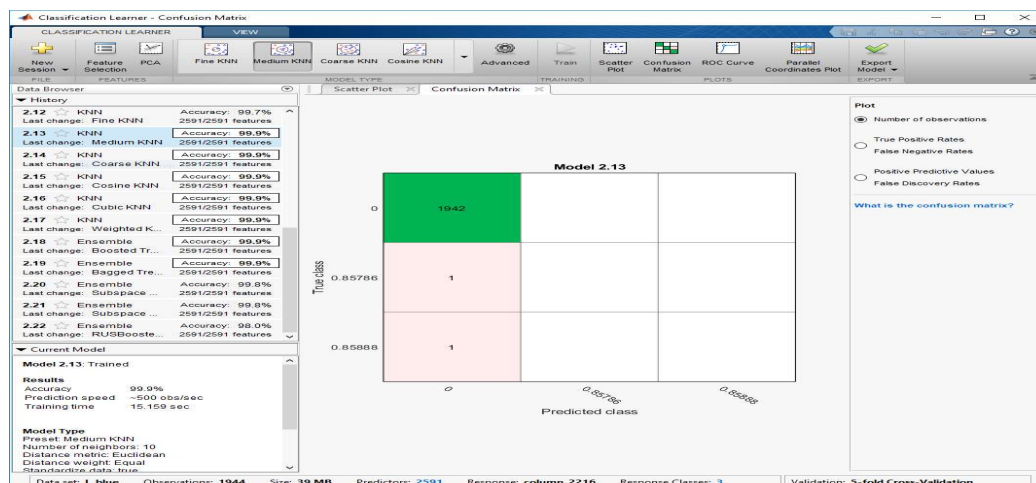 Classification Learner - Confusion Matrix
CLASSIFICATION LEARNER VIEW
New Session
Feature Selection
PCA
Fine KNN
Medium KNN
Coarse KNN
Cosine KNN
Advanced
Train
Scatter Plot
Confusion Matrix
ROC Curve
Parallel Coordinates Plot
Export Model
FILE FEATURES MODEL TYPE TRAINING PLOTS EXPORT
Data Browser
Scatter Plot
Confusion Matrix
History
2.12 KNN Accuracy: 99.7%
Last change: Fine KNN 2591/2591 features
2.13 KNN Accuracy: 99.9%
Last change: Medium KNN 2591/2591 features
2.14 KNN Accuracy: 99.9%
Last change: Coarse KNN 2591/2591 features
2.15 KNN Accuracy: 99.9%
Last change: Cosine KNN 2591/2591 features
2.16 KNN Accuracy: 99.9%
Last change: Cubic KNN 2591/2591 features
2.17 KNN Accuracy: 99.9%
Last change: Weighted K... 2591/2591 features
2.18 Ensemble Accuracy: 99.9%
Last change: Boosted Tr... 2591/2591 features
2.19 Ensemble Accuracy: 99.9%
Last change: Bagged Tre... 2591/2591 features
2.20 Ensemble Accuracy: 99.8%
Last change: Subspace ... 2591/2591 features
2.21 Ensemble Accuracy: 99.8%
Last change: Subspace ... 2591/2591 features
2.22 Ensemble Accuracy: 98.0%
Last change: RUSBooste... 2591/2591 features
Current Model
Model 2.13: Trained
Results
Accuracy 99.9%
Prediction speed ~500 obs/sec
Training time 15.159 sec
Model Type
Preset: Medium KNN
Number of neighbors: 10
Distance metric: Euclidean
Distance weight: Equal
Standardize data: true
Model 2.13
True class
0
1942
0.85786
1
0.85888
1
0
0.85786
0.85888
Predicted class
Plot
Number of observations
True Positive Rates
False Negative Rates
Positive Predictive Values
False Discovery Rates
What is the confusion matrix?
Observations: 1944 Size: 39 MB Predictors: 2591 Response: column_2216 Response Classes: 3 Validation: 5-fold Cross-Validation